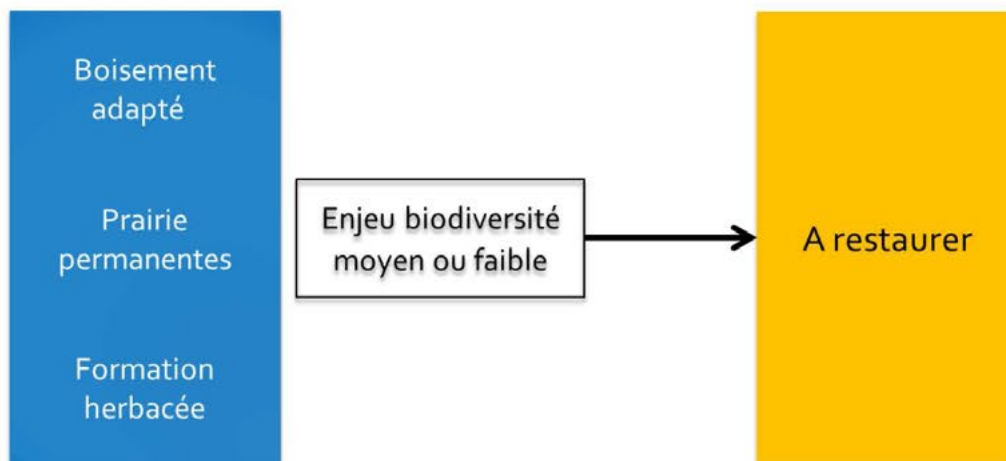 Boisement
adapté
Prairie
permanentes
Formation
herbacée
Enjeu biodiversité
moyen ou faible
A restaurer